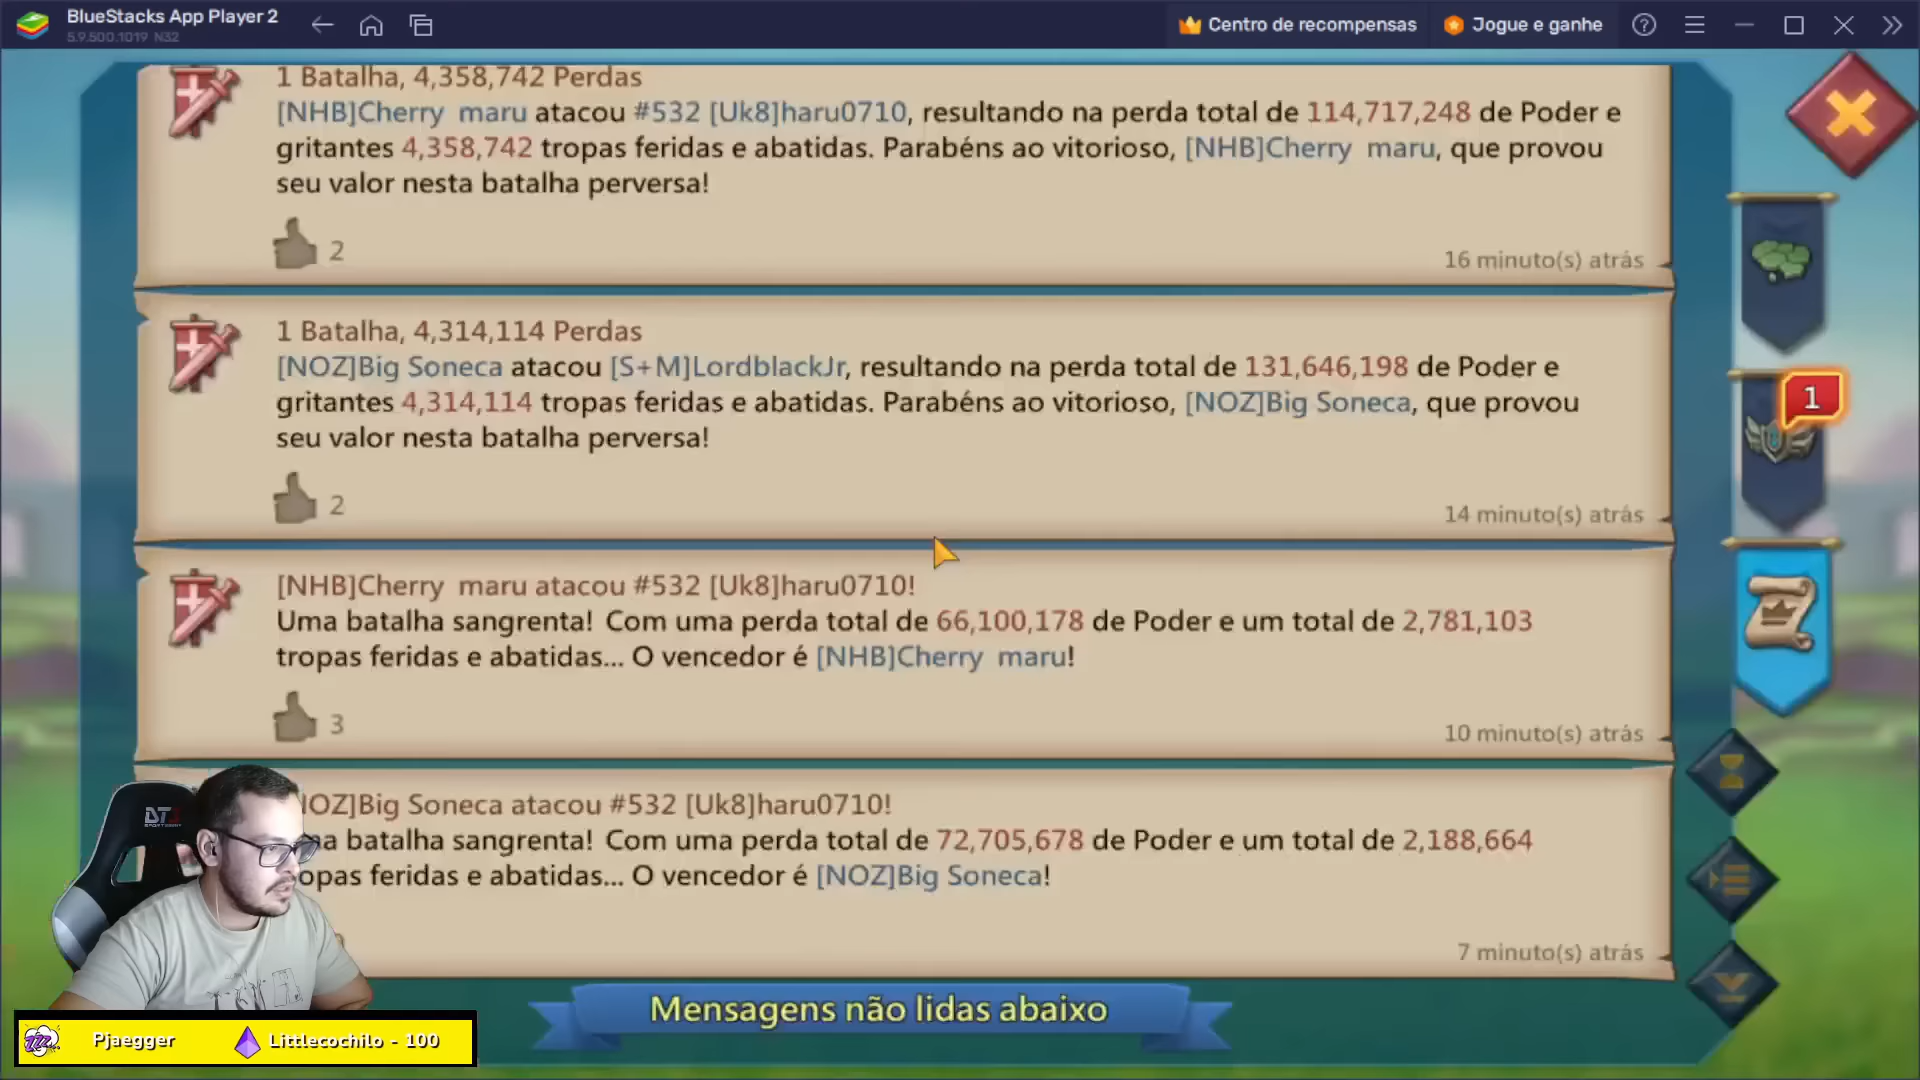 BlueStacks App Player 2
5.9.500.1019 N32
Centro de recompensas
Jogue e ganhe
1 Batalha, 4,358,742 Perdas
[NHB]Cherry maru atacou #532 [Uk8]haru0710, resultando na perda total de 114,717,248 de Poder e
gritantes 4,358,742 tropas feridas e abatidas. Parabéns ao vitorioso, [NHB]Cherry maru, que provou
seu valor nesta batalha perversa!
2
16 minuto(s) atrás
1 Batalha, 4,314,114 Perdas
[NOZ]Big Soneca atacou [S+M]LordblackJr, resultando na perda total de 131,646,198 de Poder e
gritantes 4,314,114 tropas feridas e abatidas. Parabéns ao vitorioso, [NOZ]Big Soneca, que provou
seu valor nesta batalha perversa!
2
14 minuto(s) atrás
1
[NHB]Cherry maru atacou #532 [Uk8]haru0710!
Uma batalha sangrenta! Com uma perda total de 66,100,178 de Poder e um total de 2,781,103
tropas feridas e abatidas... O vencedor é [NHB]Cherry maru!
3
10 minuto(s) atrás
OZ]Big Soneca atacou #532 [Uk8]haru0710!
a batalha sangrenta! Com uma perda total de 72,705,678 de Poder e um total de 2,188,664
opas feridas e abatidas... O vencedor é [NOZ]Big Soneca!
7 minuto(s) atrás
Mensagens não lidas abaixo
DT3
Pjaegger
Littlecochilo - 100